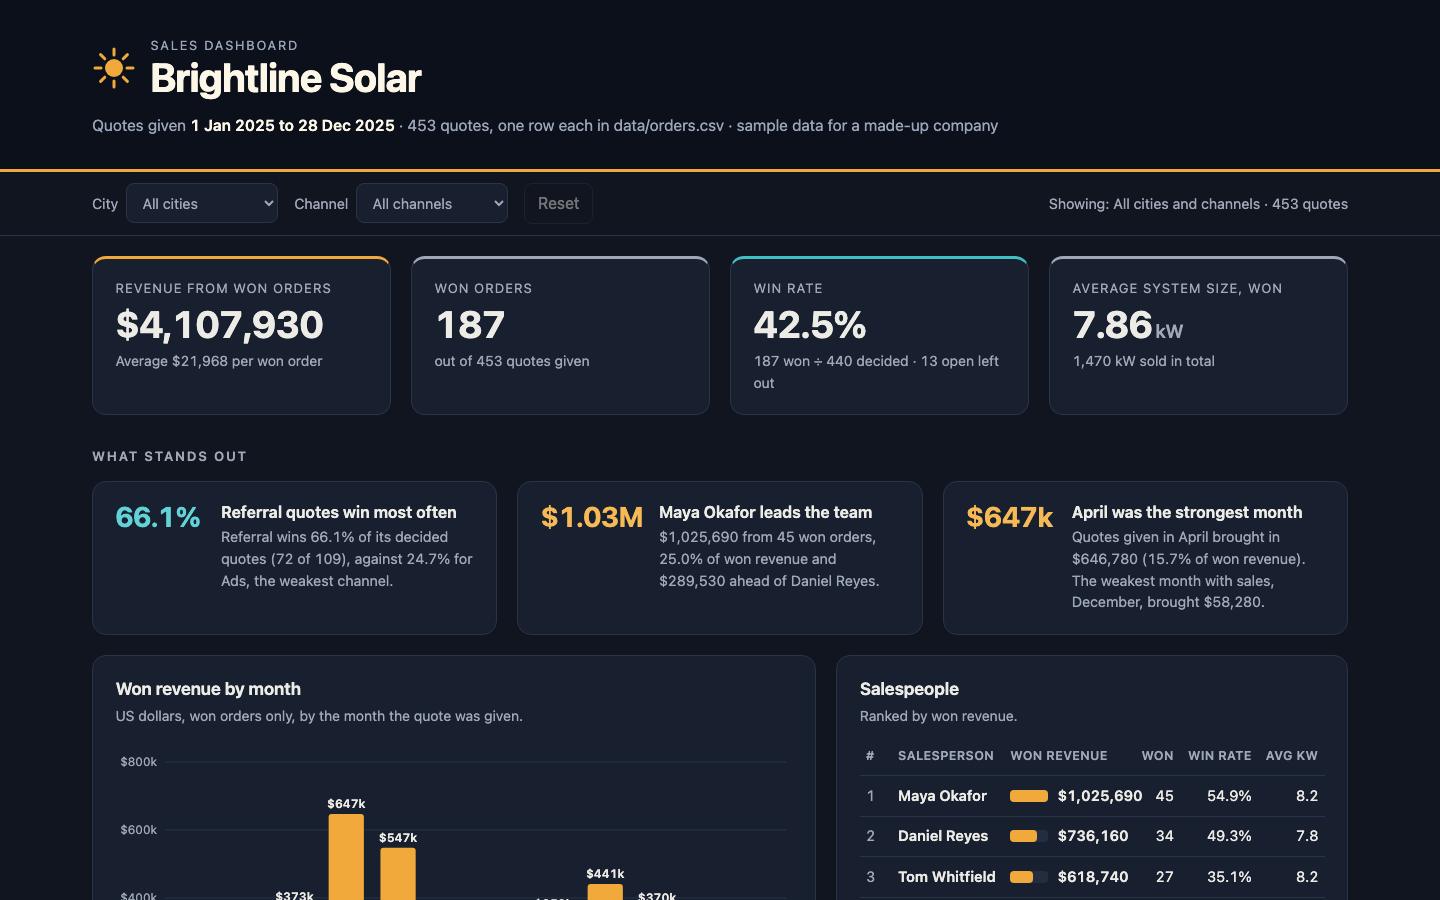 SALES DASHBOARD
Brightline Solar
Quotes given 1 Jan 2025 to 28 Dec 2025 · 453 quotes, one row each in data/orders.csv · sample data for a made-up company
City All cities Channel All channels Reset Showing: All cities and channels · 453 quotes
REVENUE FROM WON ORDERS
$4,107,930
Average $21,968 per won order
WON ORDERS
187
out of 453 quotes given
WIN RATE
42.5%
187 won ÷ 440 decided · 13 open left
out
AVERAGE SYSTEM SIZE, WON
7.86 kW
1,470 kW sold in total
WHAT STANDS OUT
66.1%
Referral quotes win most often
Referral wins 66.1% of its decided
quotes (72 of 109), against 24.7% for
Ads, the weakest channel.
$1.03M
Maya Okafor leads the team
$1,025,690 from 45 won orders,
25.0% of won revenue and
$289,530 ahead of Daniel Reyes.
$647k
April was the strongest month
Quotes given in April brought in
$646,780 (15.7% of won revenue).
The weakest month with sales,
December, brought $58,280.
Won revenue by month
US dollars, won orders only, by the month the quote was given.
$800k
$647k
$600k
$547k
$441k
$373k
$370k
$400k
Salespeople
Ranked by won revenue.
# SALESPERSON WON REVENUE WON WIN RATE AVG KW
1 Maya Okafor $1,025,690 45 54.9% 8.2
2 Daniel Reyes $736,160 34 49.3% 7.8
3 Tom Whitfield $618,740 27 35.1% 8.2